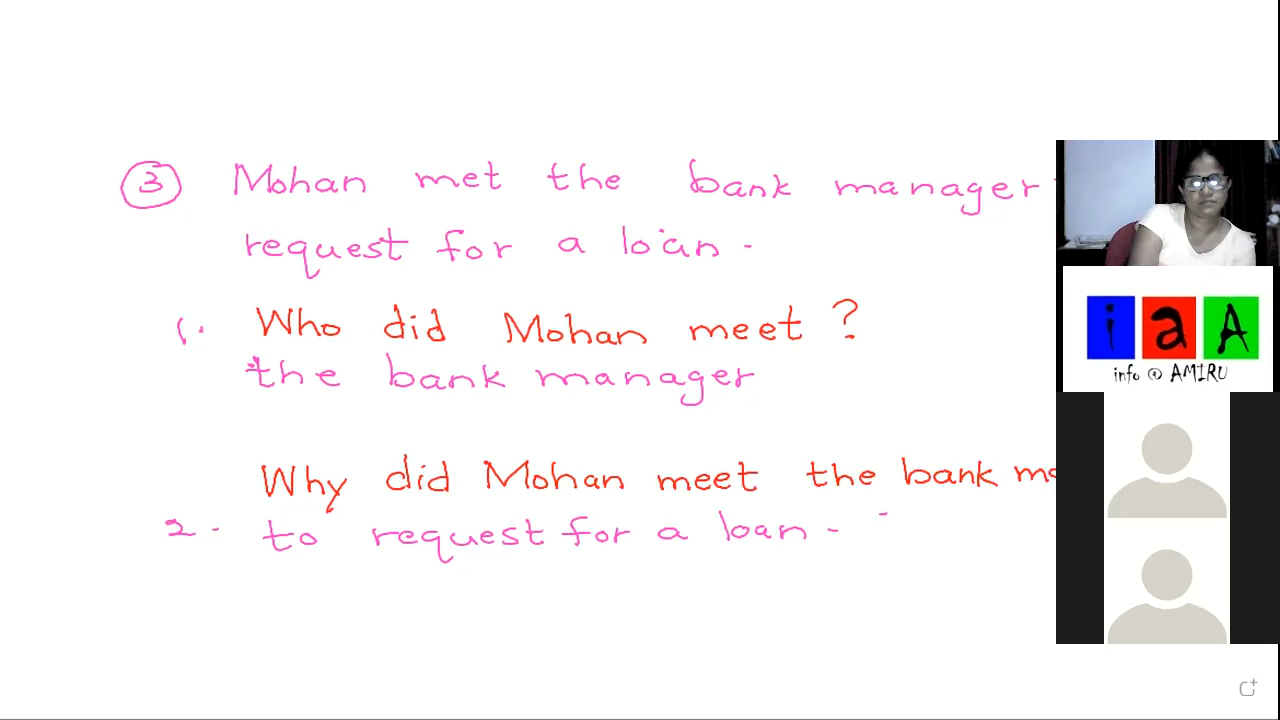 3 Mohan met the bank manager
request for a loan.
1. Who did Mohan meet?
the bank manager
Why did Mohan meet the bank
2. to request for a loan.
i a A
info @ AMIRU